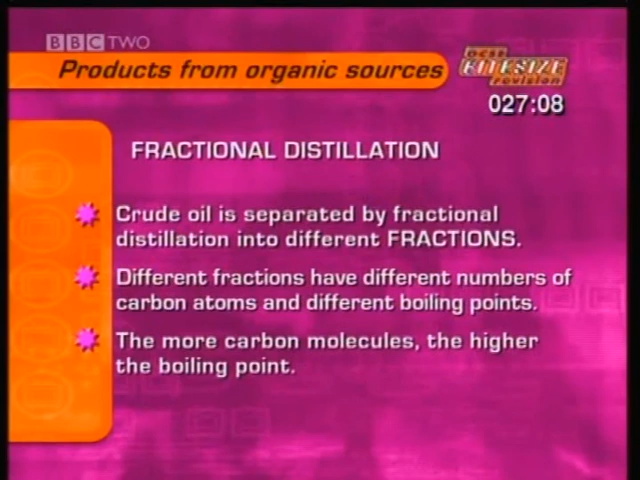 BBC TWO
Products from organic sources
GCSE
BITESIZE
revision
027:08
FRACTIONAL DISTILLATION
Crude oil is separated by fractional
distillation into different FRACTIONS.
Different fractions have different numbers of
carbon atoms and different boiling points.
The more carbon molecules, the higher
the boiling point.